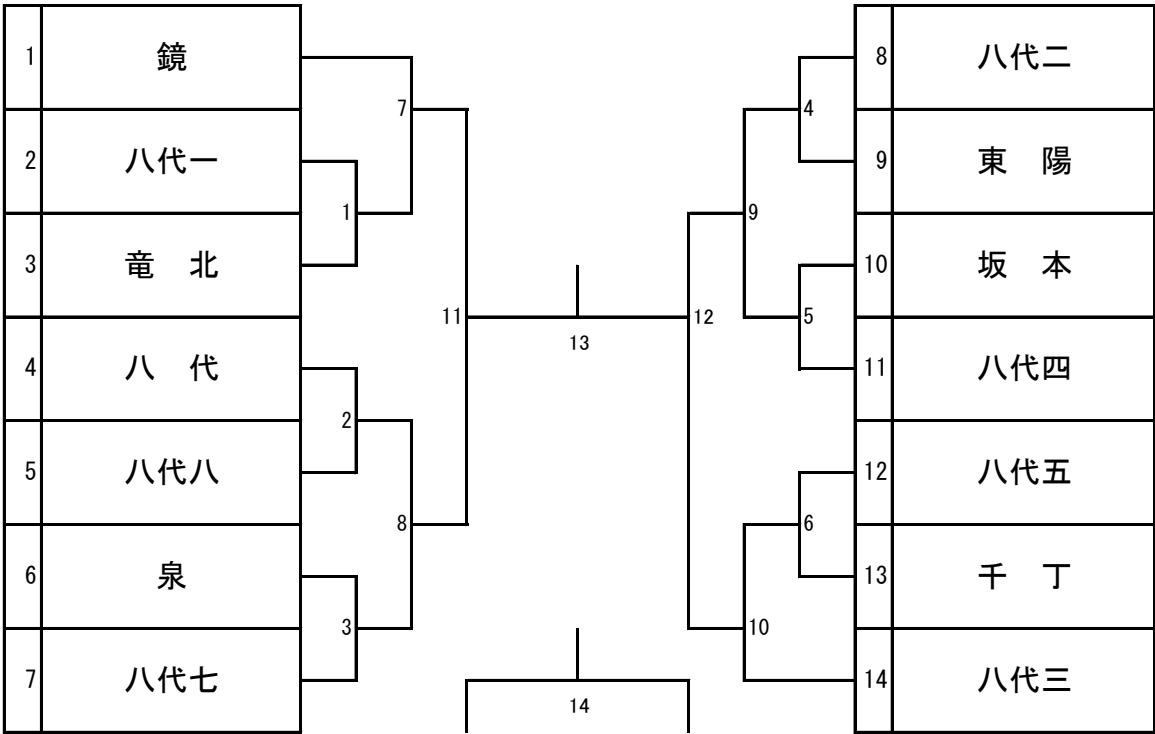 1 鏡
2 八代一
3 竜　北
4 八　代
5 八代八
6 泉
7 八代七
7
1
2
8
3
11
13
14
12
4
9
5
6
10
8 八代二
9 東　陽
10 坂　本
11 八代四
12 八代五
13 千　丁
14 八代三